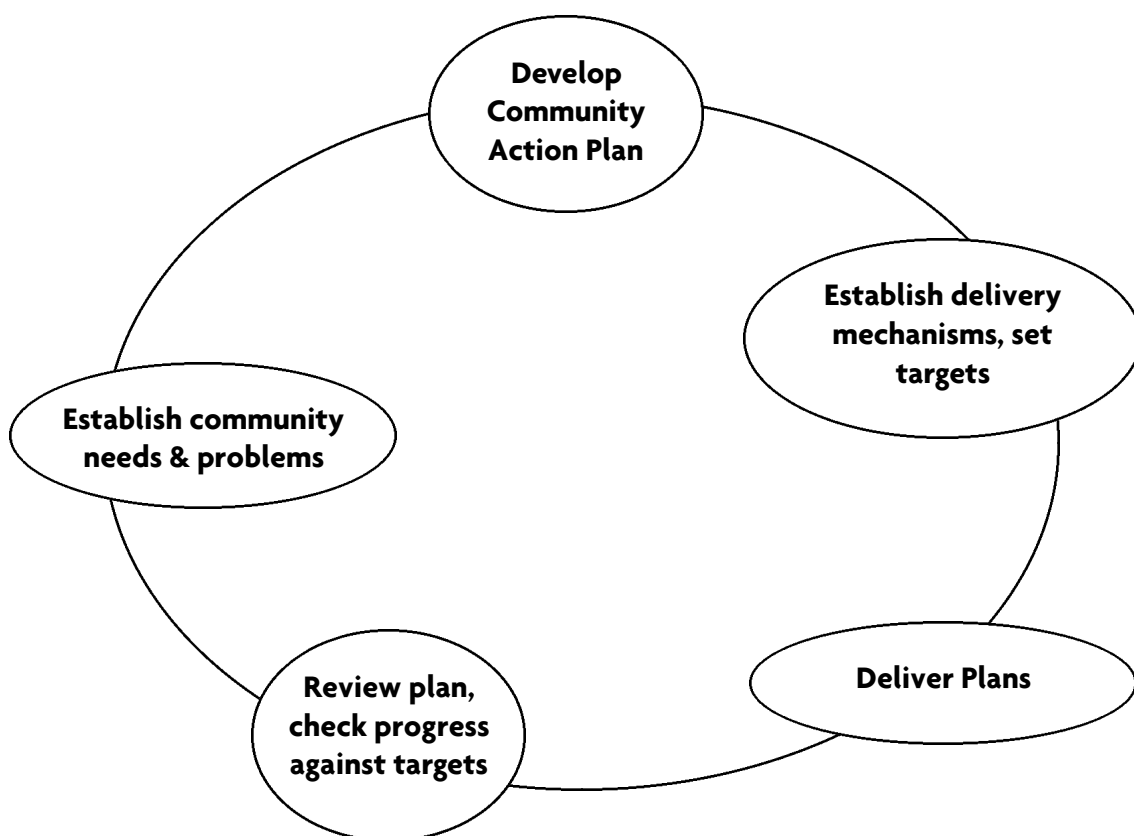 Develop
Community
Action Plan
Establish delivery
mechanisms, set
targets
Deliver Plans
Review plan,
check progress
against targets
Establish community
needs & problems